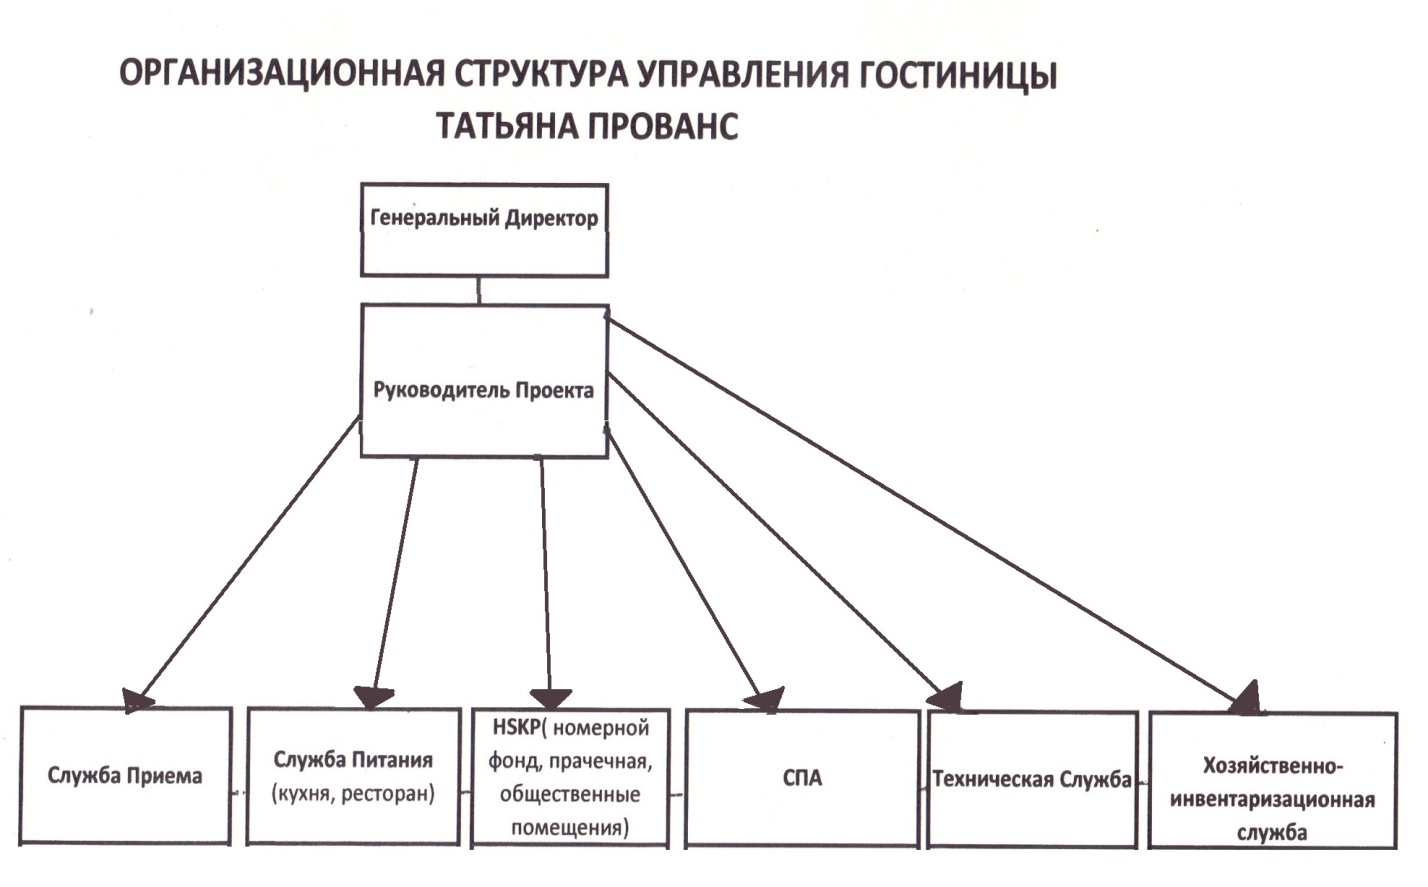 ОРГАНИЗАЦИОННАЯ СТРУКТУРА УПРАВЛЕНИЯ ГОСТИНИЦЫ
ТАТЬЯНА ПРОВАНС
Генеральный Директор
Руководитель Проекта
Служба Приема
Служба Питания
(кухня, ресторан)
HSKP( номерной
фонд, прачечная,
общественные
помещения)
СПА
Техническая Служба
Хозяйственно-
инвентаризационная
служба